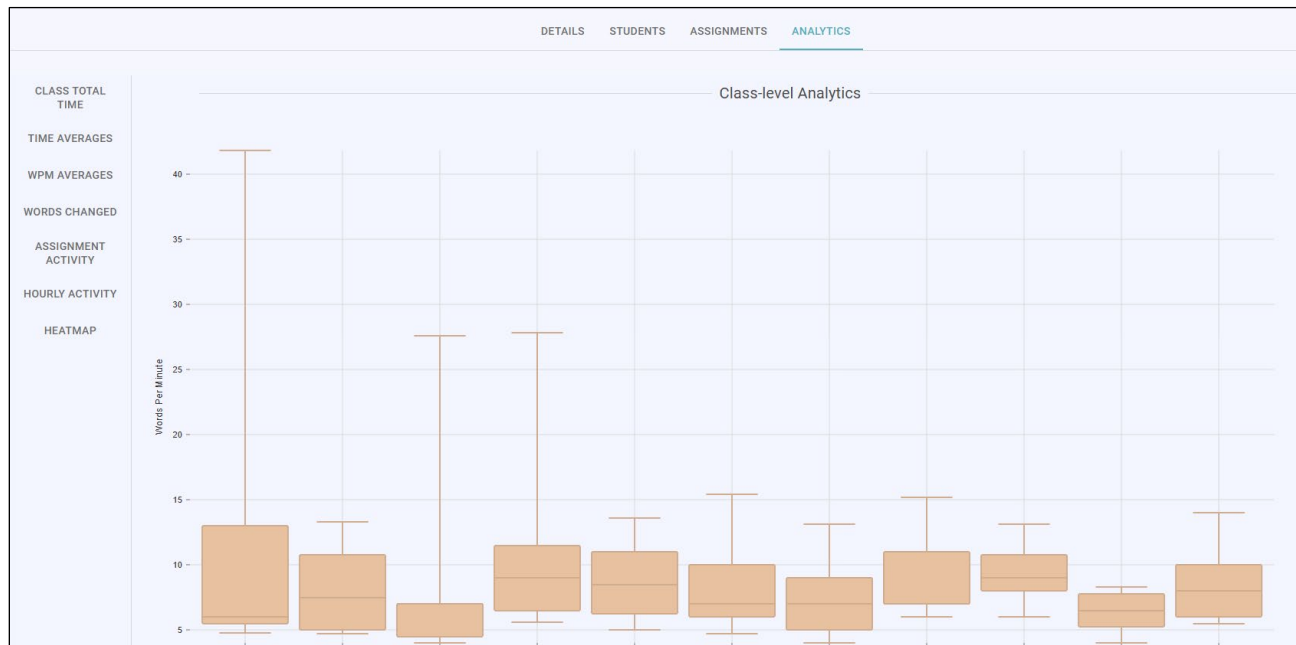 DETAILS STUDENTS ASSIGNMENTS ANALYTICS
CLASS TOTAL
TIME
TIME AVERAGES
WPM AVERAGES
WORDS CHANGED
ASSIGNMENT
ACTIVITY
HOURLY ACTIVITY
HEATMAP
Class-level Analytics
Words Per Minute
40
35
30
25
20
15
10
5